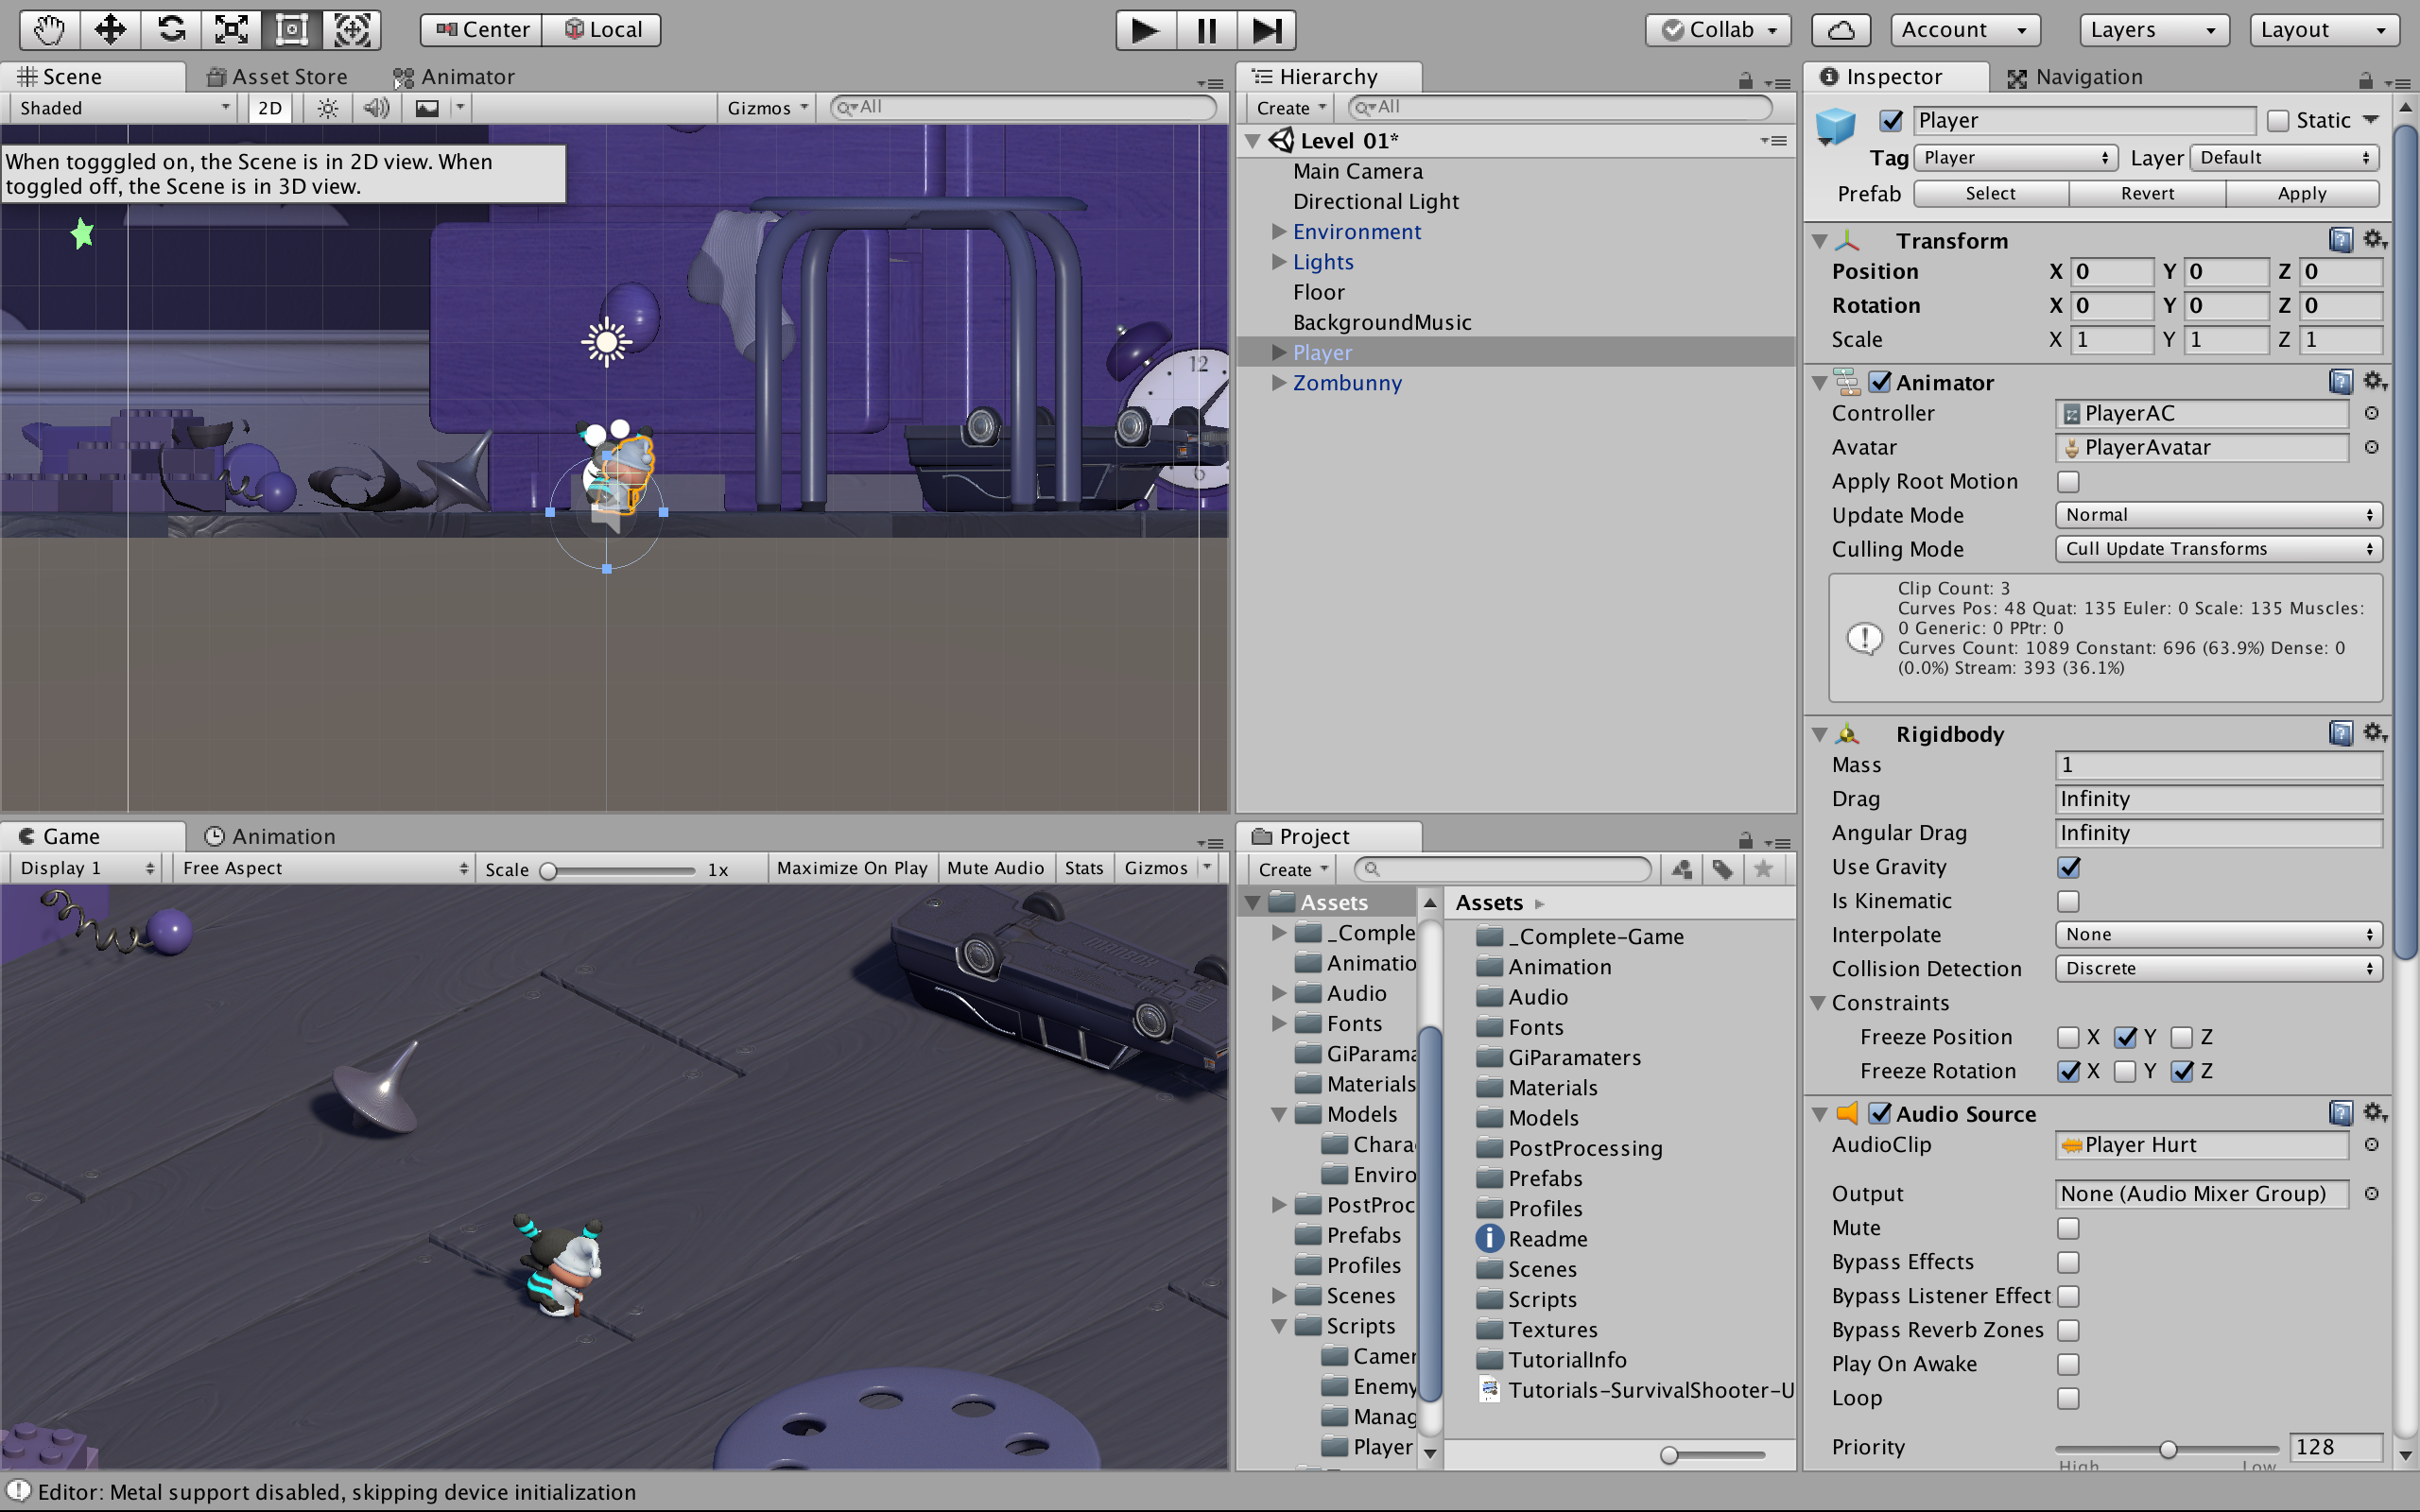 Center Local
Collab Account Layers Layout
Scene Asset Store Animator
Shaded 2D Gizmos All
When togggled on, the Scene is in 2D view. When
toggled off, the Scene is in 3D view.
12
6
Hierarchy
Create All
Level 01*
Main Camera
Directional Light
Environment
Lights
Floor
BackgroundMusic
Player
Zombunny
Game Animation
Display 1 Free Aspect Scale 1x Maximize On Play Mute Audio Stats Gizmos
Project
Create
Assets
_Comple
Animatio
Audio
Fonts
GiParama
Materials
Models
Chara
Enviro
PostProc
Prefabs
Profiles
Scenes
Scripts
Camer
Enemy
Manag
Player
Assets
_Complete-Game
Animation
Audio
Fonts
GiParamaters
Materials
Models
PostProcessing
Prefabs
Profiles
Readme
Scenes
Scripts
Textures
TutorialInfo
Tutorials-SurvivalShooter-U
Inspector Navigation
Player Static
Tag Player Layer Default
Prefab Select Revert Apply
Transform
Position X 0 Y 0 Z 0
Rotation X 0 Y 0 Z 0
Scale X 1 Y 1 Z 1
Animator
Controller PlayerAC
Avatar PlayerAvatar
Apply Root Motion
Update Mode Normal
Culling Mode Cull Update Transforms
Clip Count: 3
Curves Pos: 48 Quat: 135 Euler: 0 Scale: 135 Muscles:
0 Generic: 0 PPtr: 0
Curves Count: 1089 Constant: 696 (63.9%) Dense: 0
(0.0%) Stream: 393 (36.1%)
Rigidbody
Mass 1
Drag Infinity
Angular Drag Infinity
Use Gravity
Is Kinematic
Interpolate None
Collision Detection Discrete
Constraints
Freeze Position X Y Z
Freeze Rotation X Y Z
Audio Source
AudioClip Player Hurt
Output None (Audio Mixer Group)
Mute
Bypass Effects
Bypass Listener Effect
Bypass Reverb Zones
Play On Awake
Loop
Priority 128
High Low
Editor: Metal support disabled, skipping device initialization